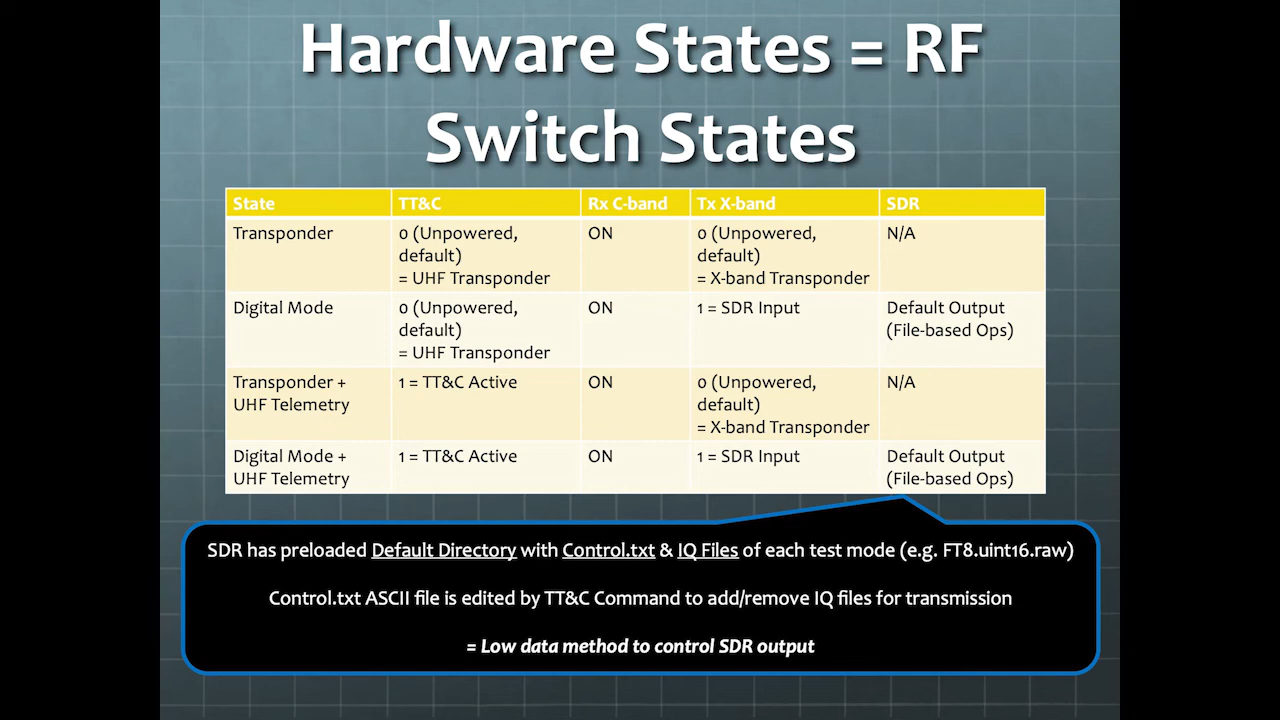 Hardware States = RF
Switch States
State TT&C Rx C-band Tx X-band SDR
Transponder 0 (Unpowered, ON 0 (Unpowered, N/A
default) default)
= UHF Transponder = X-band Transponder
Digital Mode 0 (Unpowered, ON 1 = SDR Input Default Output
default) (File-based Ops)
= UHF Transponder
Transponder + 1 = TT&C Active ON 0 (Unpowered, N/A
UHF Telemetry default)
= X-band Transponder
Digital Mode + 1 = TT&C Active ON 1 = SDR Input Default Output
UHF Telemetry (File-based Ops)
SDR has preloaded Default Directory with Control.txt & IQ Files of each test mode (e.g. FT8.uint16.raw)
Control.txt ASCII file is edited by TT&C Command to add/remove IQ files for transmission
= Low data method to control SDR output